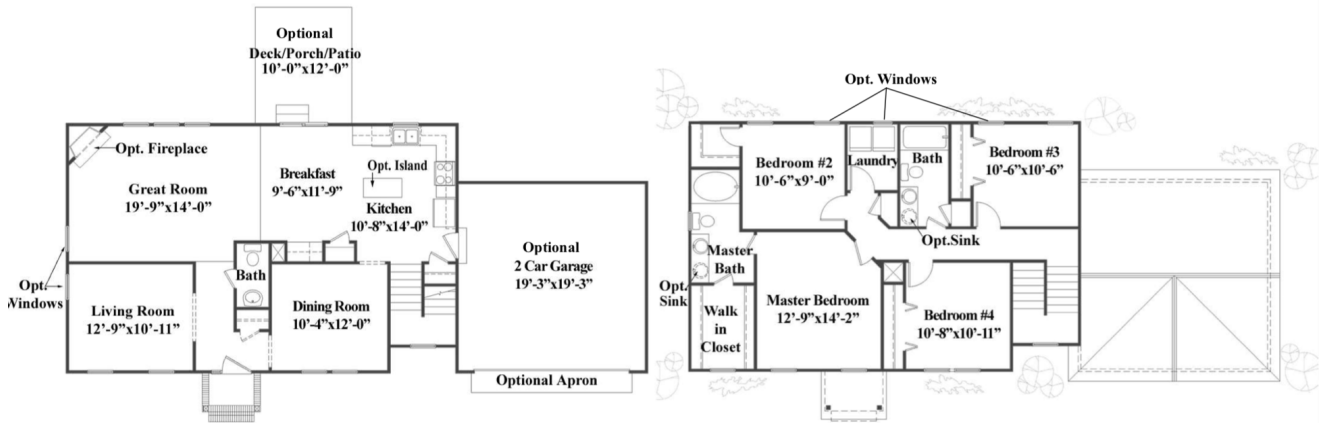 Optional
Deck/Porch/Patio
10’-0”x12’-0”
Opt. Fireplace
Great Room
19’-9”x14’-0”
Breakfast
9’-6”x11’-9”
Opt. Island
Kitchen
10’-8”x14’-0”
Optional
2 Car Garage
19’-3”x19’-3”
Opt.
Windows
Bath
Living Room
12’-9”x10’-11”
Dining Room
10’-4”x12’-0”
Optional Apron
Opt. Windows
Bedroom #2
10’-6”x9’-0”
Laundry
Bath
Bedroom #3
10’-6”x10’-6”
Opt.Sink
Master
Bath
Opt.
Sink
Walk
in
Closet
Master Bedroom
12’-9”x14’-2”
Bedroom #4
10’-8”x10’-11”